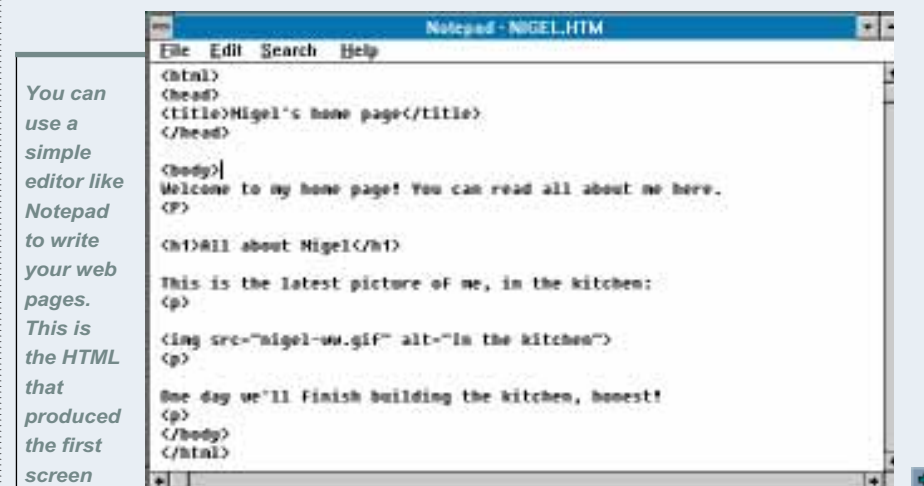 You can
use a
simple
editor like
Notepad
to write
your web
pages.
This is
the HTML
that
produced
the first
screen
Notepad - NIGEL.HTM
File Edit Search Help
<html>
<head>
<title>Nigel's home page</title>
</head>
<body>
Welcome to my home page! You can read all about me here.
<P>
<h1>All about Nigel</h1>
This is the latest picture of me, in the kitchen:
<p>
<img src="nigel-ww.gif" alt="In the kitchen">
<p>
One day we'll finish building the kitchen, honest!
<p>
</body>
</html>